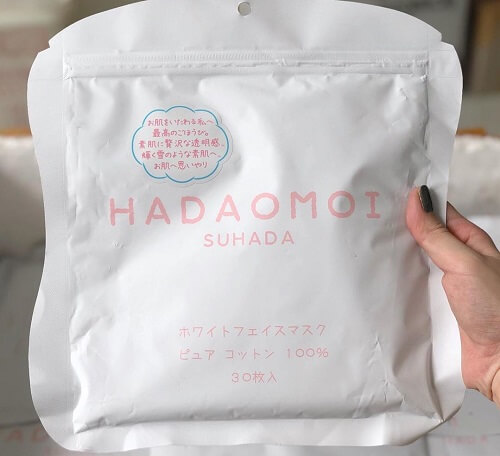 お肌をいたわる私へ
最高のごほうび。
素肌に贅沢な透明感。
輝く雪のような素肌へ。
お肌へ思いやり
HADAOMOI
SUHADA
ホワイトフェイスマスク
ピュア コットン 100%
30枚入